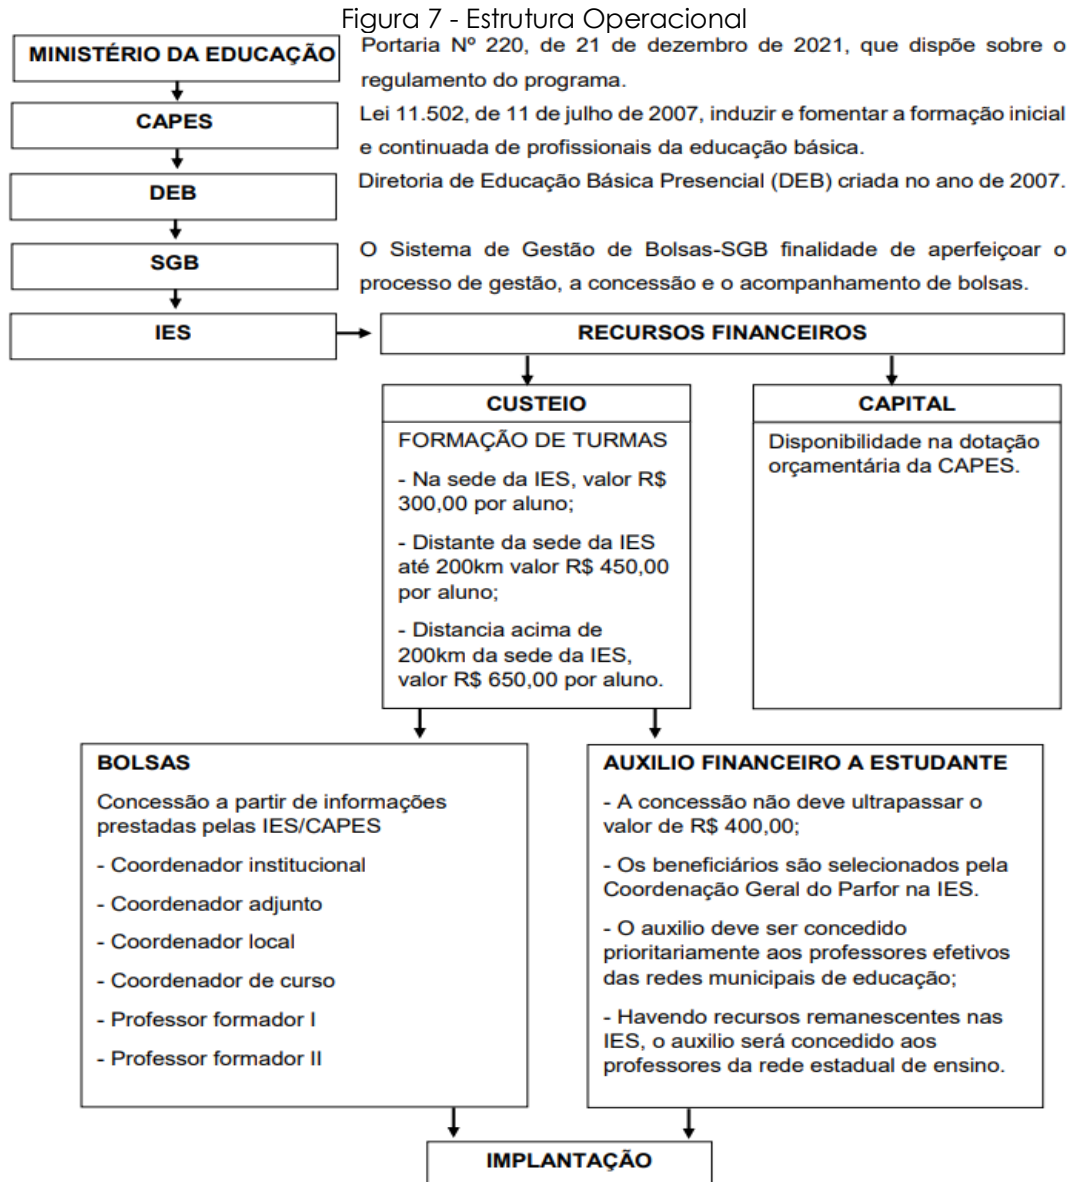 Figura 7 - Estrutura Operacional
MINISTÉRIO DA EDUCAÇÃO
Portaria Nº 220, de 21 de dezembro de 2021, que dispõe sobre o
regulamento do programa.
CAPES
Lei 11.502, de 11 de julho de 2007, induzir e fomentar a formação inicial
e continuada de profissionais da educação básica.
DEB
Diretoria de Educação Básica Presencial (DEB) criada no ano de 2007.
SGB
O Sistema de Gestão de Bolsas-SGB finalidade de aperfeiçoar o
processo de gestão, a concessão e o acompanhamento de bolsas.
IES
RECURSOS FINANCEIROS
CUSTEIO
FORMAÇÃO DE TURMAS
- Na sede da IES, valor R$
300,00 por aluno;
- Distante da sede da IES
até 200km valor R$ 450,00
por aluno;
- Distancia acima de
200km da sede da IES,
valor R$ 650,00 por aluno.
CAPITAL
Disponibilidade na dotação
orçamentária da CAPES.
BOLSAS
Concessão a partir de informações
prestadas pelas IES/CAPES
- Coordenador institucional
- Coordenador adjunto
- Coordenador local
- Coordenador de curso
- Professor formador I
- Professor formador II
AUXILIO FINANCEIRO A ESTUDANTE
- A concessão não deve ultrapassar o
valor de R$ 400,00;
- Os beneficiários são selecionados pela
Coordenação Geral do Parfor na IES.
- O auxilio deve ser concedido
prioritariamente aos professores efetivos
das redes municipais de educação;
- Havendo recursos remanescentes nas
IES, o auxilio será concedido aos
professores da rede estadual de ensino.
IMPLANTAÇÃO